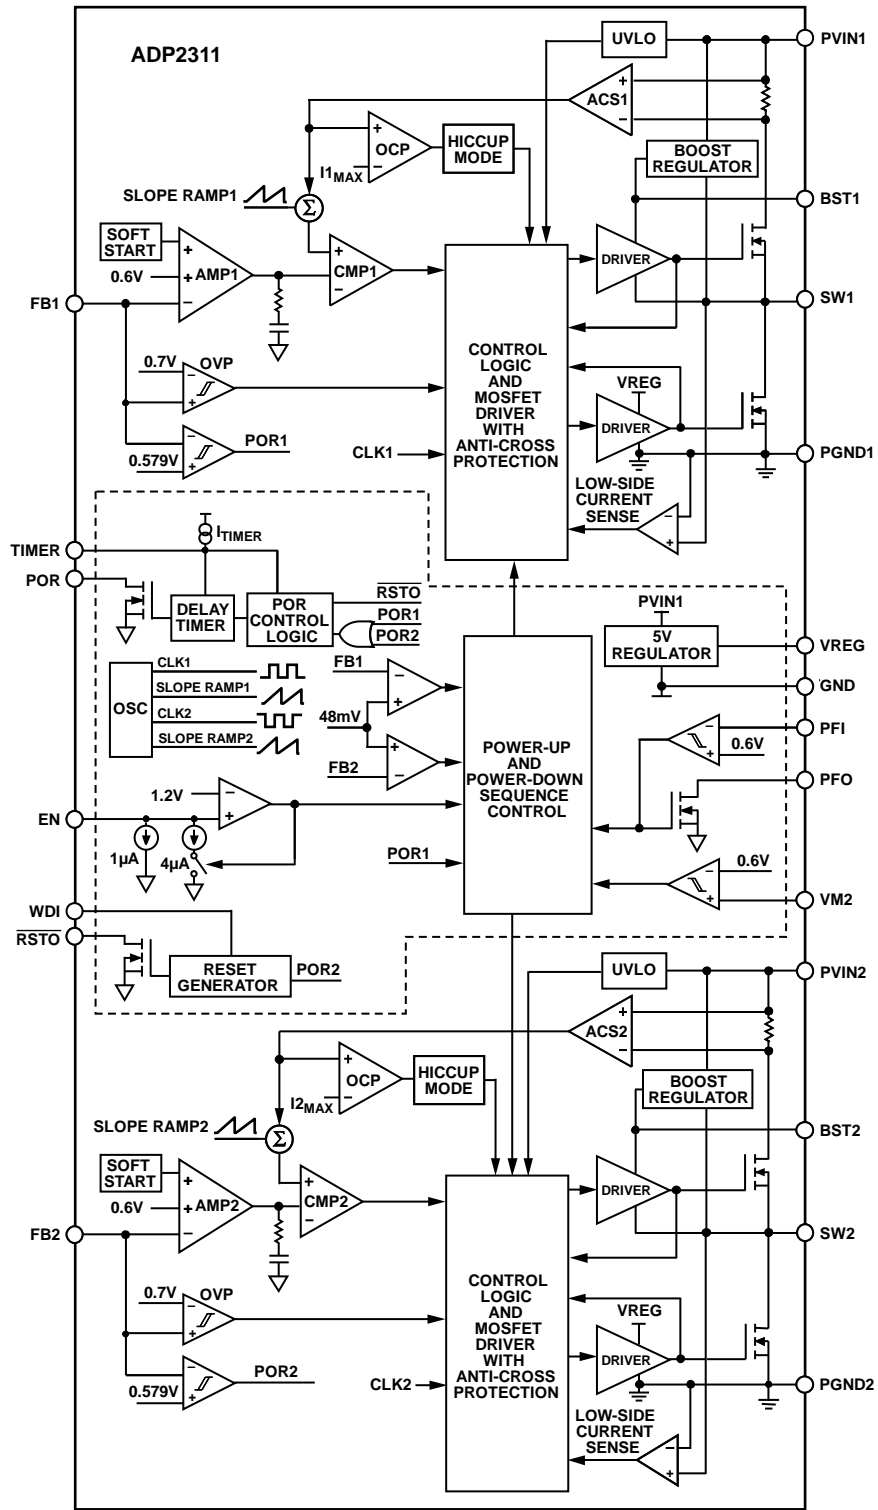 ADP2311
UVLO
PVIN1
+
ACS1
−
+
OCP
−
HICCUP
MODE
I1MAX
BOOST
REGULATOR
SLOPE RAMP1
Σ
BST1
SOFT
START
+
+
AMP1
−
0.6V
+
CMP1
−
DRIVER
FB1
SW1
CONTROL
LOGIC
AND
MOSFET
DRIVER
WITH
ANTI-CROSS
PROTECTION
0.7V
OVP
−
+
VREG
DRIVER
−
+
POR1
0.579V
CLK1
PGND1
LOW-SIDE
CURRENT
SENSE
−
+
ITIMER
TIMER
POR
DELAY
TIMER
POR
CONTROL
LOGIC
RSTO
POR1
POR2
PVIN1
5V
REGULATOR
VREG
GND
OSC
CLK1
SLOPE RAMP1
CLK2
SLOPE RAMP2
FB1
−
+
48mV
+
−
FB2
POWER-UP
AND
POWER-DOWN
SEQUENCE
CONTROL
−
+
0.6V
PFI
PFO
1.2V
−
+
EN
1µA
4µA
POR1
0.6V
−
+
VM2
WDI
RSTO
RESET
GENERATOR
POR2
UVLO
PVIN2
+
ACS2
−
+
OCP
−
HICCUP
MODE
I2MAX
BOOST
REGULATOR
SLOPE RAMP2
Σ
BST2
SOFT
START
+
+
AMP2
−
0.6V
+
CMP2
−
DRIVER
FB2
SW2
CONTROL
LOGIC
AND
MOSFET
DRIVER
WITH
ANTI-CROSS
PROTECTION
0.7V
OVP
−
+
VREG
DRIVER
−
+
POR2
0.579V
CLK2
PGND2
LOW-SIDE
CURRENT
SENSE
−
+